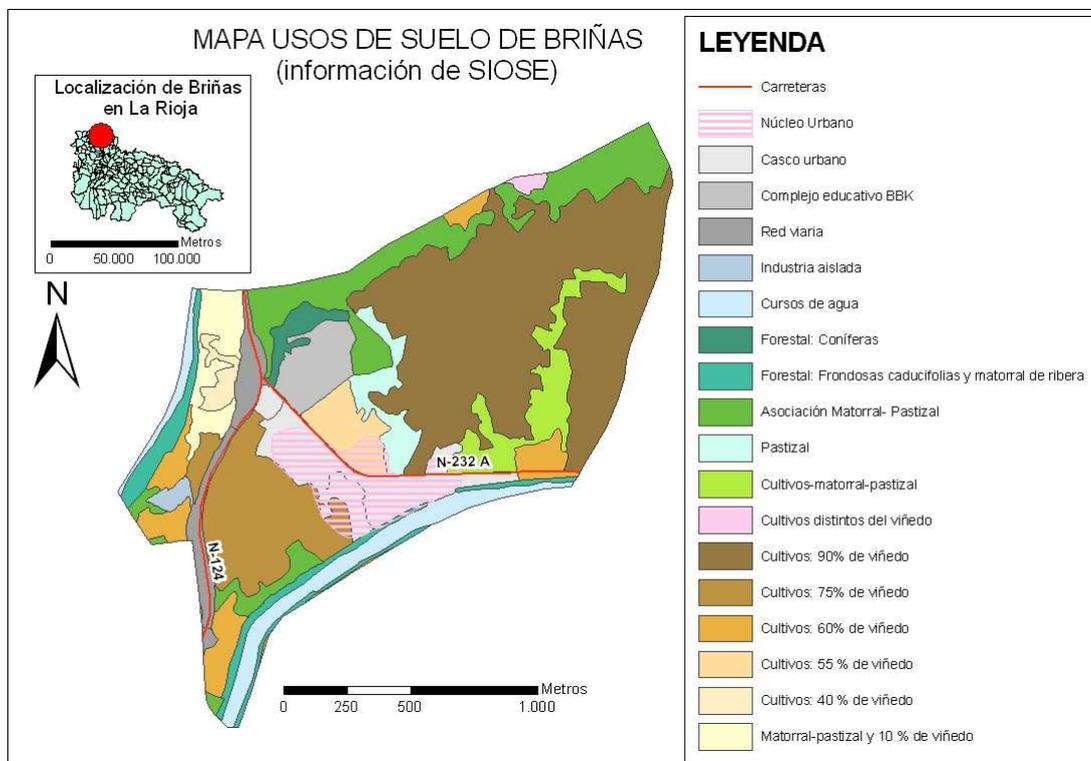 MAPA USOS DE SUELO DE BRIÑAS
(información de SIOSE)
Localización de Briñas
en La Rioja
Metros
0 50.000 100.000
N
N-232 A
N-124
Metros
0 250 500 1.000
LEYENDA
Carreteras
Núcleo Urbano
Casco urbano
Complejo educativo BBK
Red viaria
Industria aislada
Cursos de agua
Forestal: Coníferas
Forestal: Frondosas caducifolias y matorral de ribera
Asociación Matorral- Pastizal
Pastizal
Cultivos-matorral-pastizal
Cultivos distintos del viñedo
Cultivos: 90% de viñedo
Cultivos: 75% de viñedo
Cultivos: 60% de viñedo
Cultivos: 55 % de viñedo
Cultivos: 40 % de viñedo
Matorral-pastizal y 10 % de viñedo